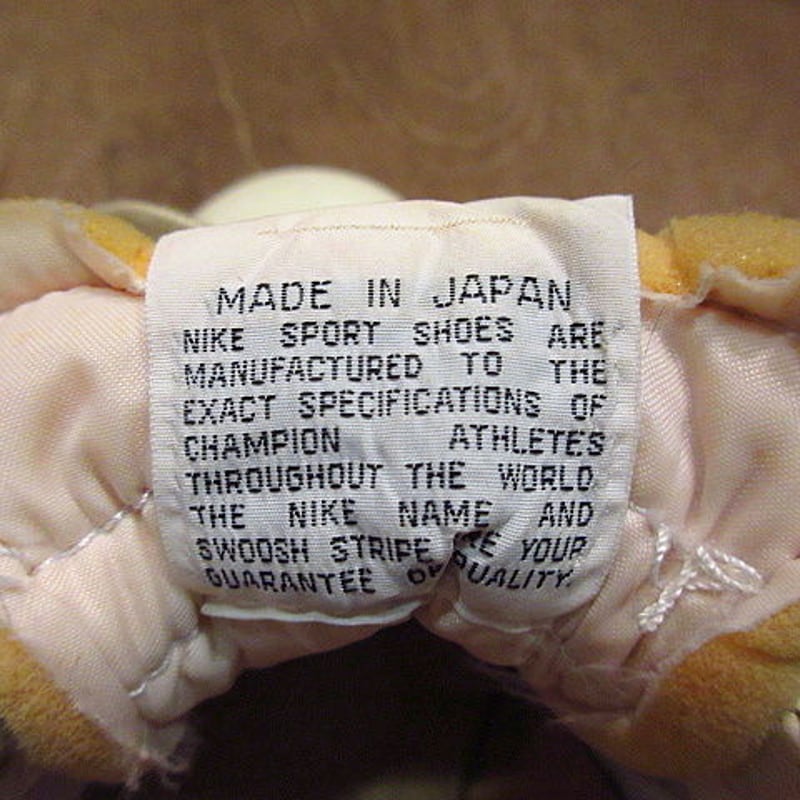 MADE IN JAPAN
NIKE SPORT SHOES ARE
MANUFACTURED TO THE
EXACT SPECIFICATIONS OF
CHAMPION ATHLETES
THROUGHOUT THE WORLD
THE NIKE NAME AND
SWOOSH STRIPE YOUR
GUARANTEE OF QUALITY.